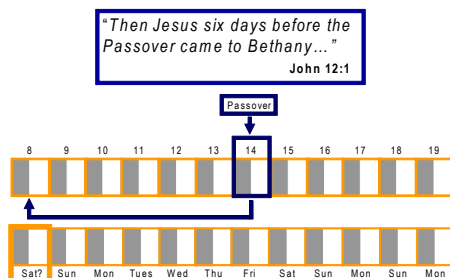 "Then Jesus six days before the
Passover came to Bethany..."
John 12:1
Passover
8 9 10 11 12 13 14 15 16 17 18 19
Sat? Sun Mon Tues Wed Thu Fri Sat Sun Mon Sun Mon